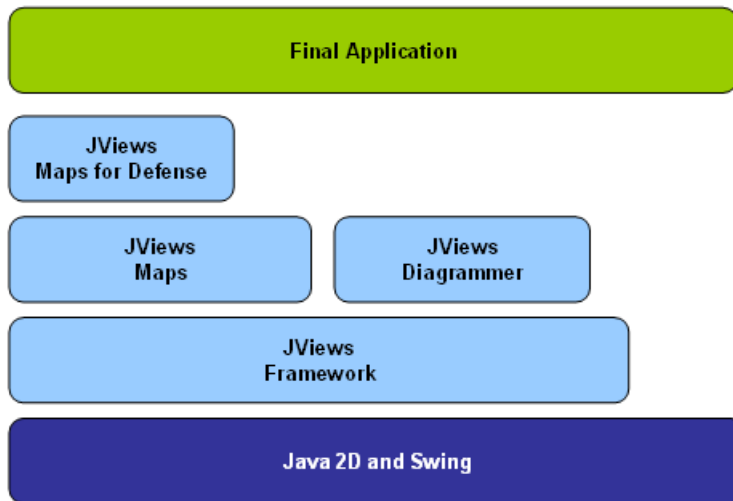 Final Application
JViews
Maps for Defense
JViews
Maps
JViews
Diagrammer
JViews
Framework
Java 2D and Swing